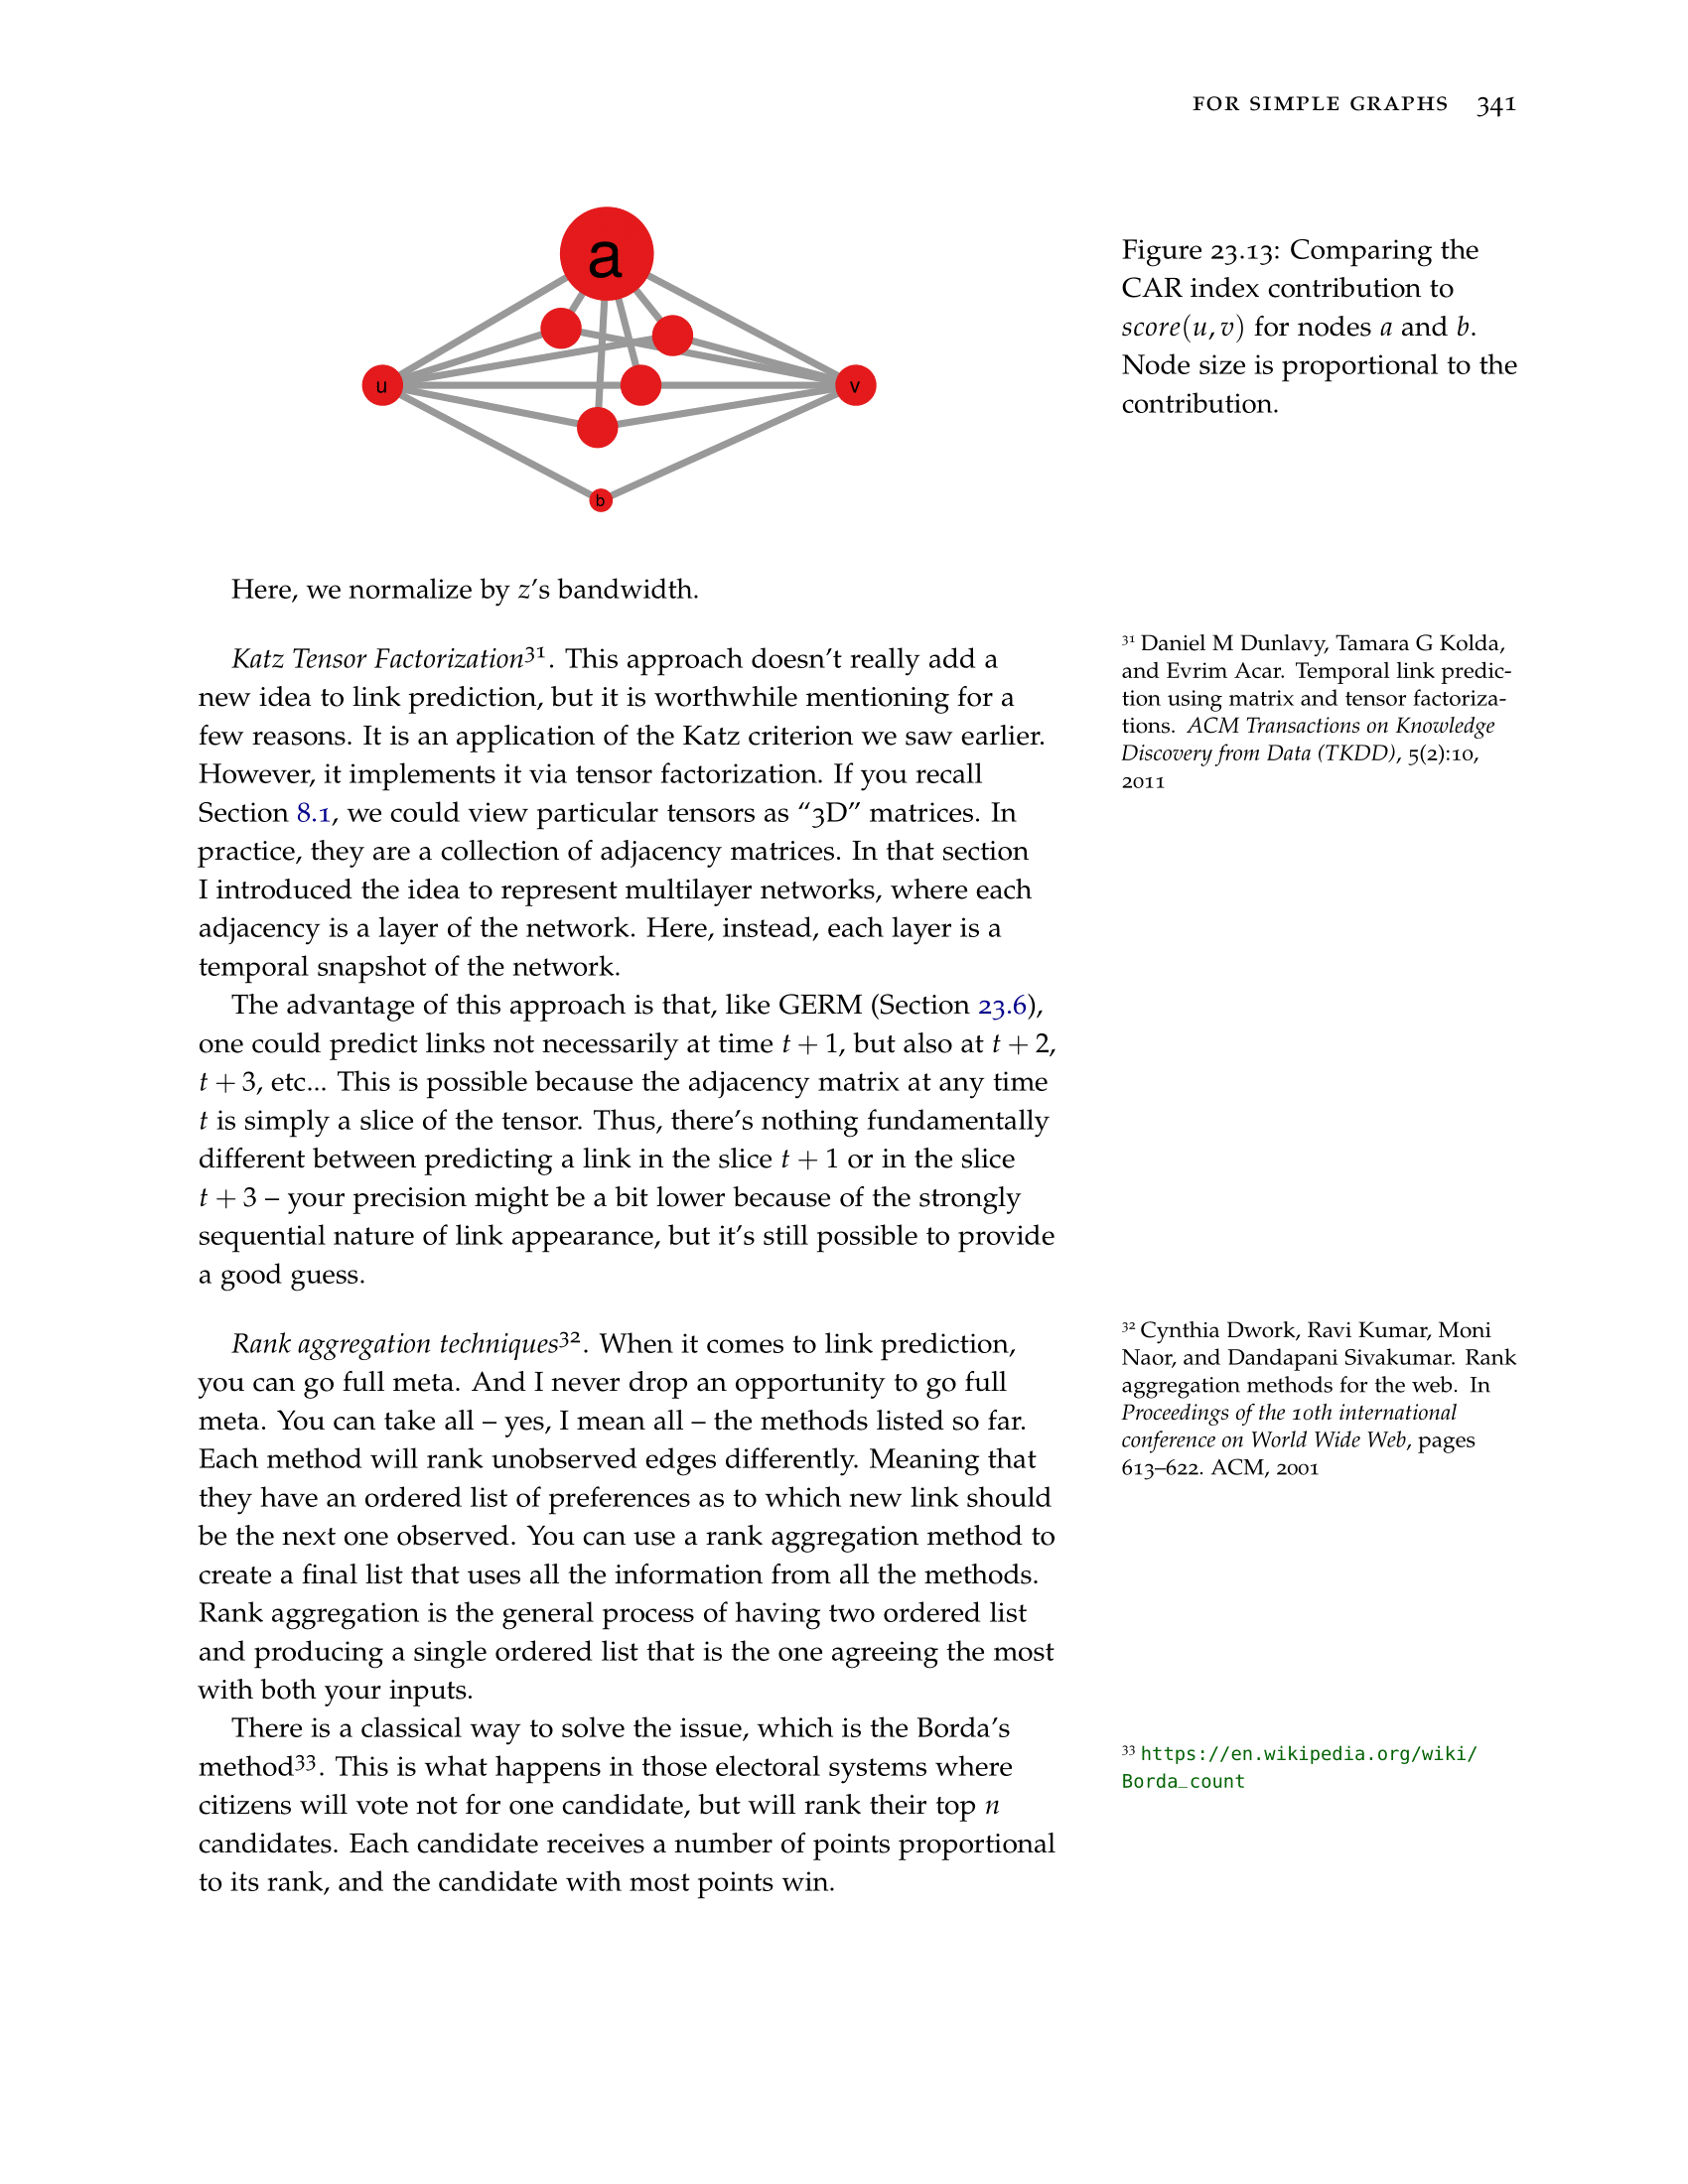 FOR SIMPLE GRAPHS 341
a
u
v
b
Figure 23.13: Comparing the
CAR index contribution to
score(u, v) for nodes a and b.
Node size is proportional to the
contribution.
Here, we normalize by z’s bandwidth.
Katz Tensor Factorization³¹. This approach doesn’t really add a
new idea to link prediction, but it is worthwhile mentioning for a
few reasons. It is an application of the Katz criterion we saw earlier.
However, it implements it via tensor factorization. If you recall
Section 8.1, we could view particular tensors as “3D” matrices. In
practice, they are a collection of adjacency matrices. In that section
I introduced the idea to represent multilayer networks, where each
adjacency is a layer of the network. Here, instead, each layer is a
temporal snapshot of the network.
³¹ Daniel M Dunlavy, Tamara G Kolda,
and Evrim Acar. Temporal link predic-
tion using matrix and tensor factoriza-
tions. ACM Transactions on Knowledge
Discovery from Data (TKDD), 5(2):10,
2011
The advantage of this approach is that, like GERM (Section 23.6),
one could predict links not necessarily at time t + 1, but also at t + 2,
t + 3, etc... This is possible because the adjacency matrix at any time
t is simply a slice of the tensor. Thus, there’s nothing fundamentally
different between predicting a link in the slice t + 1 or in the slice
t + 3 – your precision might be a bit lower because of the strongly
sequential nature of link appearance, but it’s still possible to provide
a good guess.
Rank aggregation techniques³². When it comes to link prediction,
you can go full meta. And I never drop an opportunity to go full
meta. You can take all – yes, I mean all – the methods listed so far.
Each method will rank unobserved edges differently. Meaning that
they have an ordered list of preferences as to which new link should
be the next one observed. You can use a rank aggregation method to
create a final list that uses all the information from all the methods.
Rank aggregation is the general process of having two ordered list
and producing a single ordered list that is the one agreeing the most
with both your inputs.
³² Cynthia Dwork, Ravi Kumar, Moni
Naor, and Dandapani Sivakumar. Rank
aggregation methods for the web. In
Proceedings of the 10th international
conference on World Wide Web, pages
613–622. ACM, 2001
There is a classical way to solve the issue, which is the Borda’s
method³³. This is what happens in those electoral systems where
citizens will vote not for one candidate, but will rank their top n
candidates. Each candidate receives a number of points proportional
to its rank, and the candidate with most points win.
³³ https://en.wikipedia.org/wiki/
Borda_count